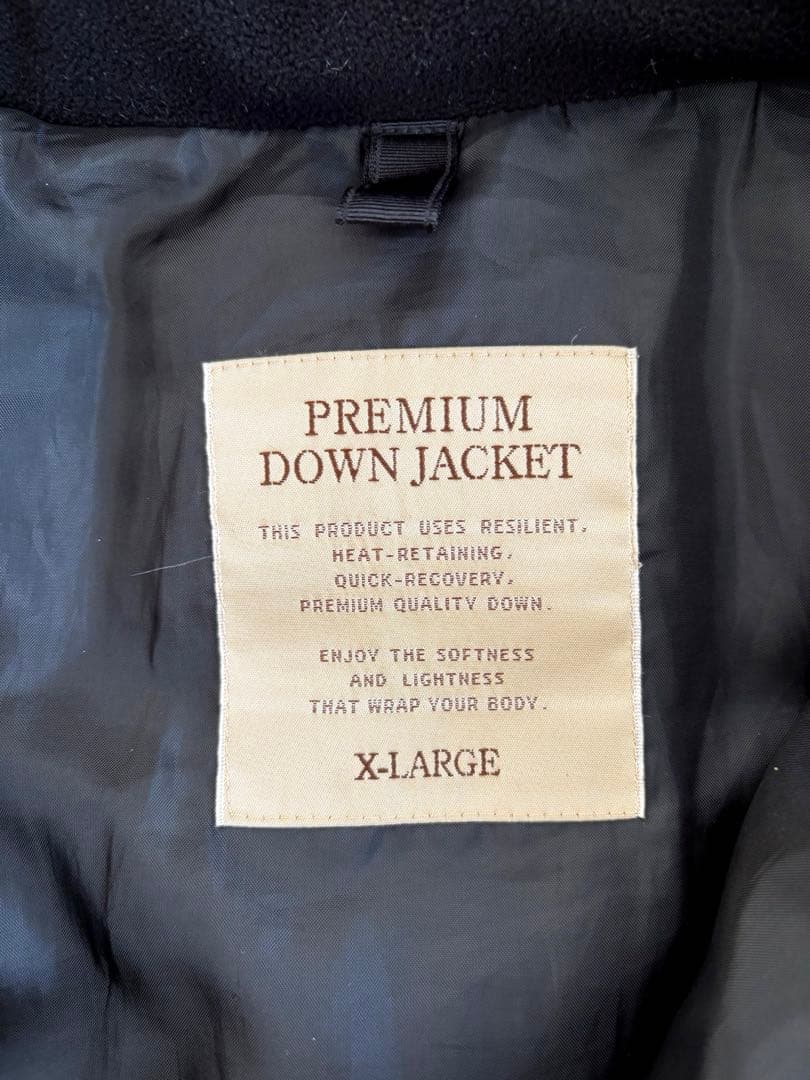 PREMIUM
DOWN JACKET
THIS PRODUCT USES RESILIENT,
HEAT-RETAINING,
QUICK-RECOVERY,
PREMIUM QUALITY DOWN.
ENJOY THE SOFTNESS
AND LIGHTNESS
THAT WRAP YOUR BODY.
X-LARGE